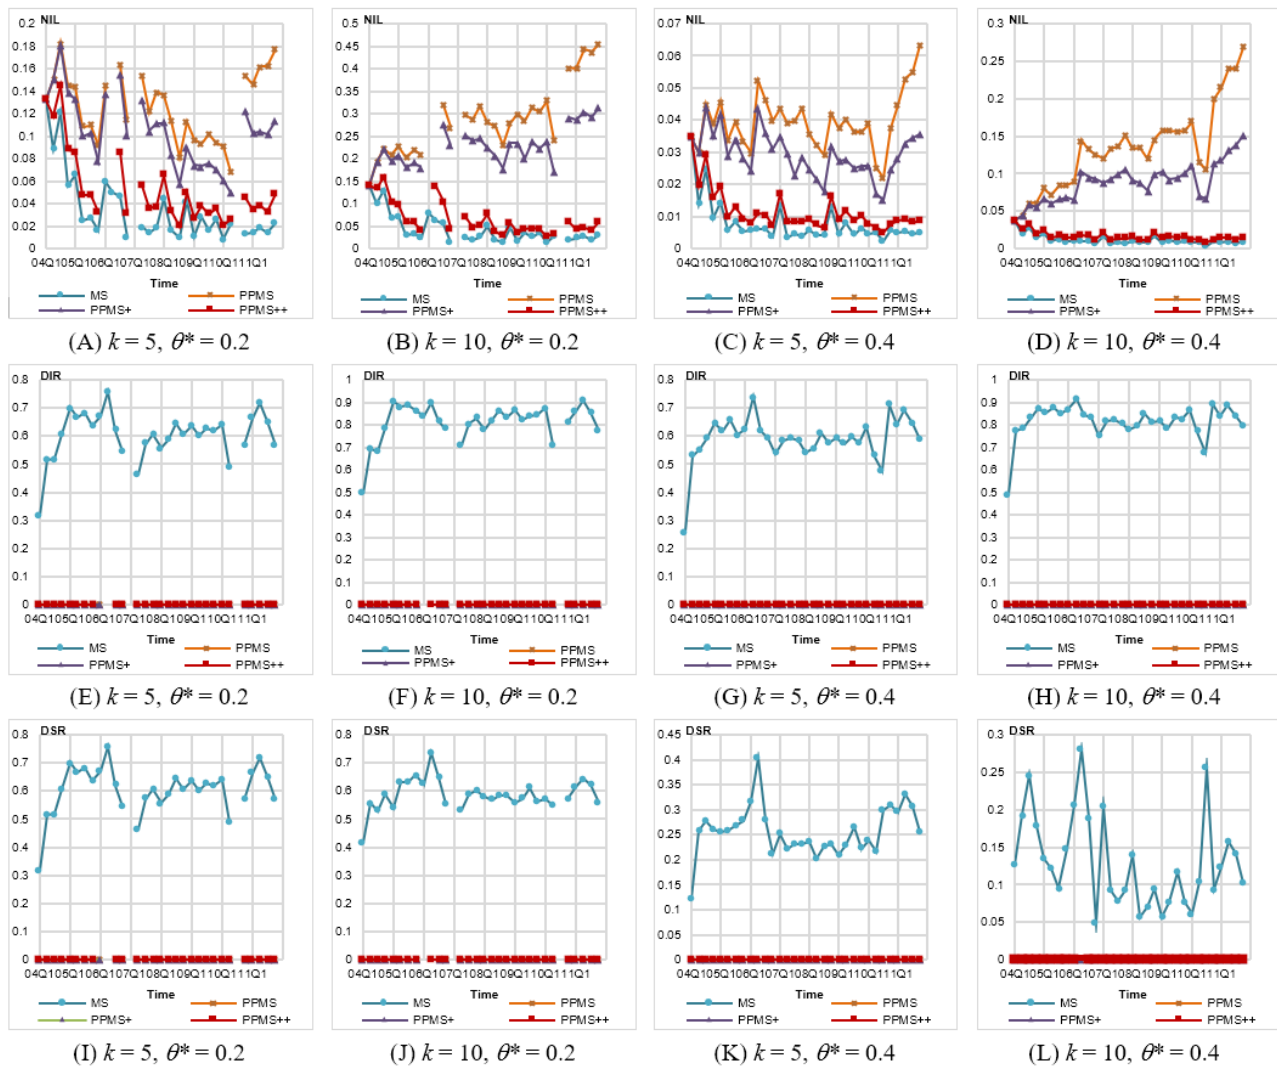 NIL
0.2
0.18
0.16
0.14
0.12
0.1
0.08
0.06
0.04
0.02
0
04Q105Q106Q107Q108Q109Q110Q111Q1
Time
MS PPMS
PPMS+ PPMS++
(A) k = 5, θ* = 0.2
NIL
0.5
0.45
0.4
0.35
0.3
0.25
0.2
0.15
0.1
0.05
0
04Q105Q106Q107Q108Q109Q110Q111Q1
Time
MS PPMS
PPMS+ PPMS++
(B) k = 10, θ* = 0.2
NIL
0.07
0.06
0.05
0.04
0.03
0.02
0.01
0
04Q105Q106Q107Q108Q109Q110Q111Q1
Time
MS PPMS
PPMS+ PPMS++
(C) k = 5, θ* = 0.4
NIL
0.3
0.25
0.2
0.15
0.1
0.05
0
04Q105Q106Q107Q108Q109Q110Q111Q1
Time
MS PPMS
PPMS+ PPMS++
(D) k = 10, θ* = 0.4
DIR
0.8
0.7
0.6
0.5
0.4
0.3
0.2
0.1
0
04Q105Q106Q107Q108Q109Q110Q111Q1
Time
MS PPMS
PPMS+ PPMS++
(E) k = 5, θ* = 0.2
DIR
1
0.9
0.8
0.7
0.6
0.5
0.4
0.3
0.2
0.1
0
04Q105Q106Q107Q108Q109Q110Q111Q1
Time
MS PPMS
PPMS+ PPMS++
(F) k = 10, θ* = 0.2
DIR
0.8
0.7
0.6
0.5
0.4
0.3
0.2
0.1
0
04Q105Q106Q107Q108Q109Q110Q111Q1
Time
MS PPMS
PPMS+ PPMS++
(G) k = 5, θ* = 0.4
DIR
1
0.9
0.8
0.7
0.6
0.5
0.4
0.3
0.2
0.1
0
04Q105Q106Q107Q108Q109Q110Q111Q1
Time
MS PPMS
PPMS+ PPMS++
(H) k = 10, θ* = 0.4
DSR
0.8
0.7
0.6
0.5
0.4
0.3
0.2
0.1
0
04Q105Q106Q107Q108Q109Q110Q111Q1
Time
MS PPMS
PPMS+ PPMS++
(I) k = 5, θ* = 0.2
DSR
0.8
0.7
0.6
0.5
0.4
0.3
0.2
0.1
0
04Q105Q106Q107Q108Q109Q110Q111Q1
Time
MS PPMS
PPMS+ PPMS++
(J) k = 10, θ* = 0.2
DSR
0.45
0.4
0.35
0.3
0.25
0.2
0.15
0.1
0.05
0
04Q105Q106Q107Q108Q109Q110Q111Q1
Time
MS PPMS
PPMS+ PPMS++
(K) k = 5, θ* = 0.4
DSR
0.3
0.25
0.2
0.15
0.1
0.05
0
04Q105Q106Q107Q108Q109Q110Q111Q1
Time
MS PPMS
PPMS+ PPMS++
(L) k = 10, θ* = 0.4